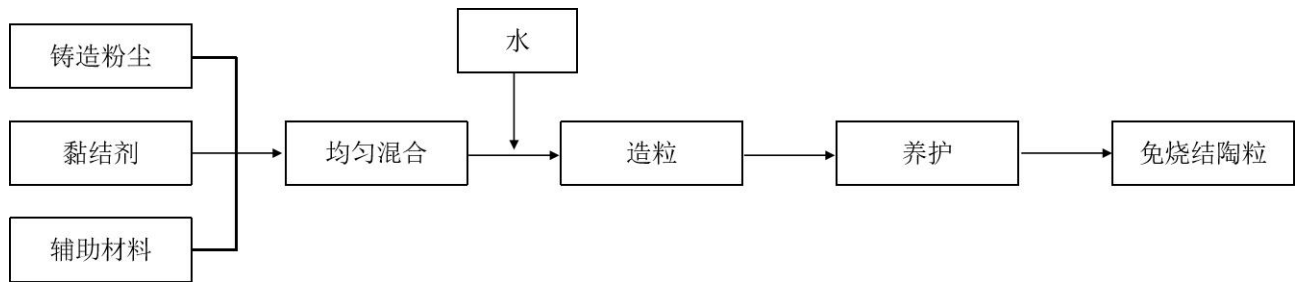 水
铸造粉尘
黏结剂
均匀混合
造粒
养护
免烧结陶粒
辅助材料